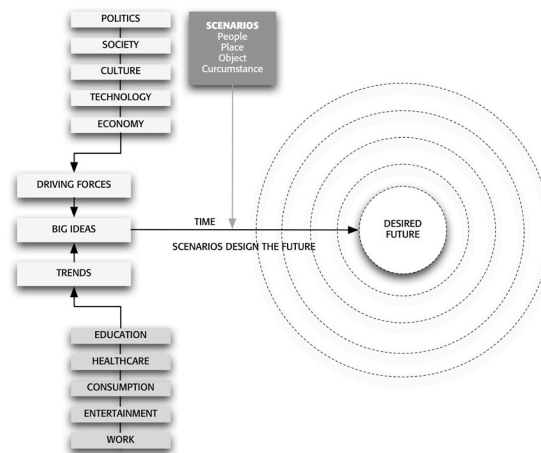 POLITICS
SOCIETY
CULTURE
TECHNOLOGY
ECONOMY
SCENARIOS
People
Place
Object
Curcumstance
DRIVING FORCES
BIG IDEAS
TRENDS
TIME
SCENARIOS DESIGN THE FUTURE
DESIRED
FUTURE
EDUCATION
HEALTHCARE
CONSUMPTION
ENTERTAINMENT
WORK